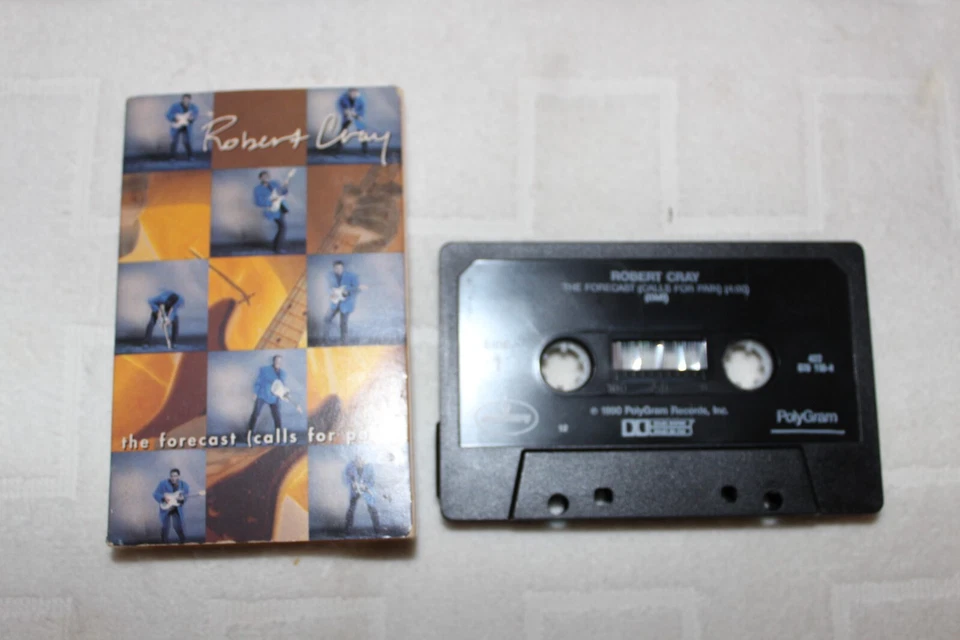 Robert Cray
the forecast (calls for
ROBERT CRAY
THE FORECAST (CALLS FOR PAIN) (4:00)
(BMI)
℗ 1990 PolyGram Records, Inc.
PolyGram